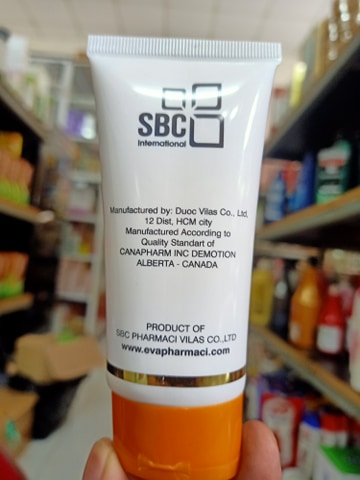 SBC
International
Manufactured by: Duoc Vilas Co., Ltd,
12 Dist, HCM city
Manufactured According to
Quality Standart of
CANAPHARM INC DEMOTION
ALBERTA - CANADA
PRODUCT OF
SBC PHARMACI VILAS CO.,LTD
www.evapharmaci.com